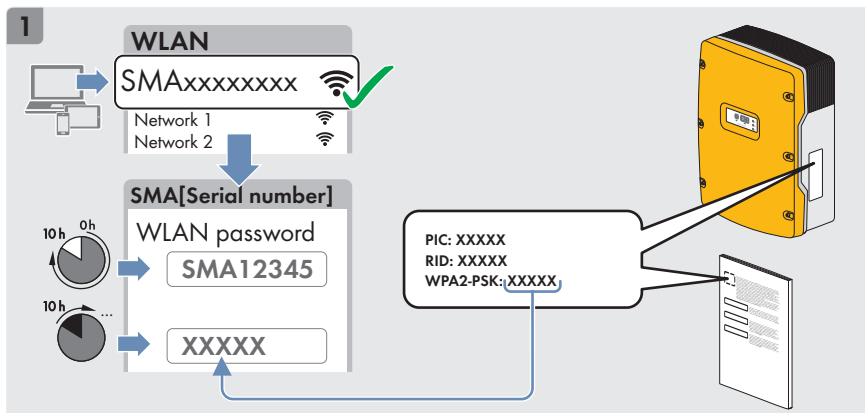 1
WLAN
SMAxxxxxxxx
Network 1
Network 2
SMA[Serial number]
WLAN password
10 h 0h
SMA12345
10 h ...
XXXXX
PIC: XXXXX
RID: XXXXX
WPA2-PSK: XXXXX